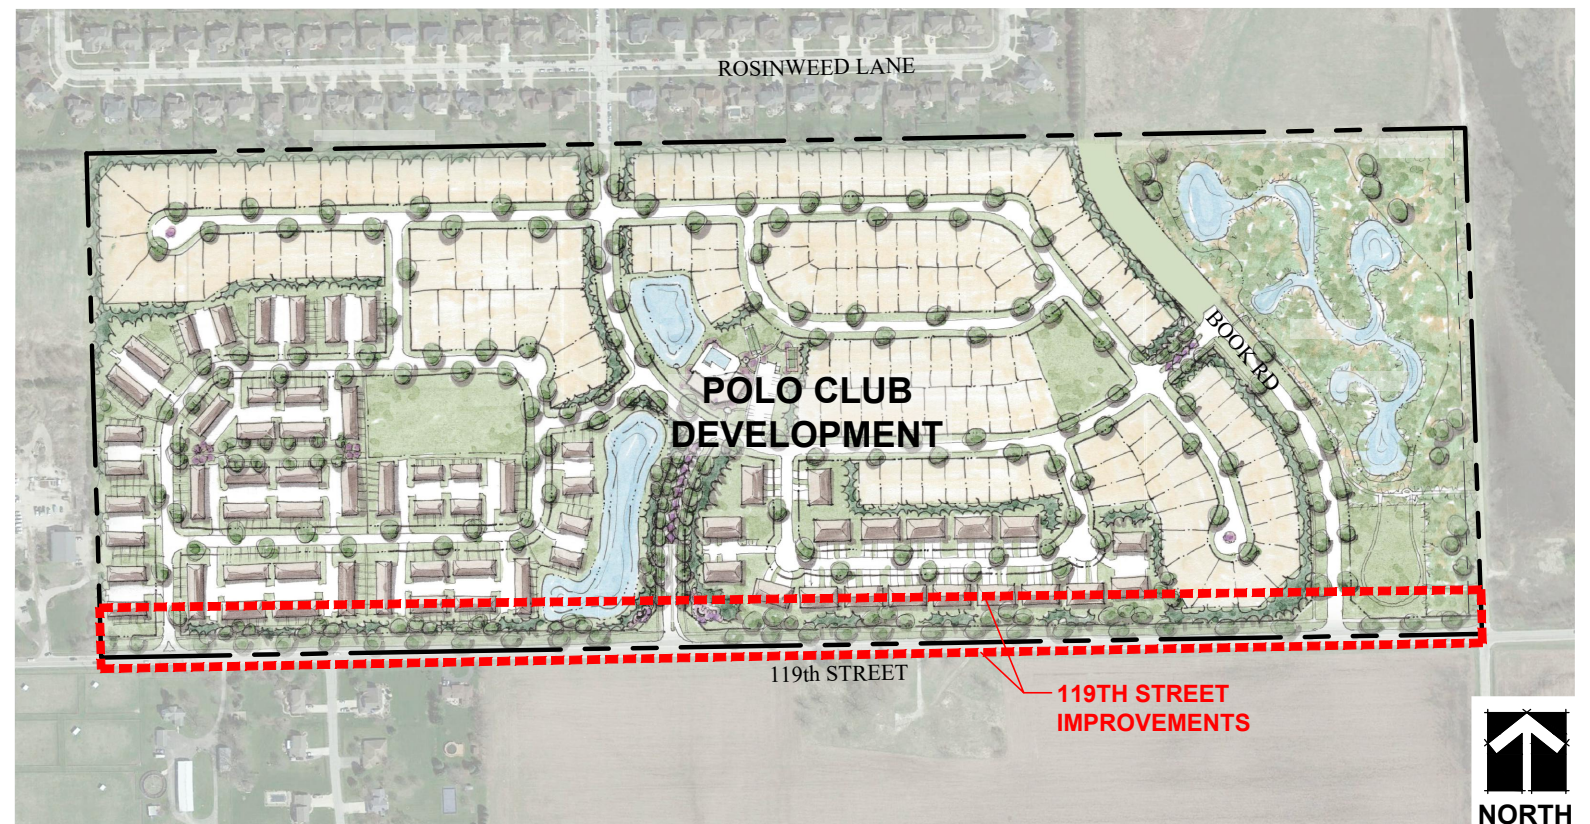 ROSINWEED LANE
BOOK RD
POLO CLUB
DEVELOPMENT
119th STREET
119TH STREET
IMPROVEMENTS
NORTH